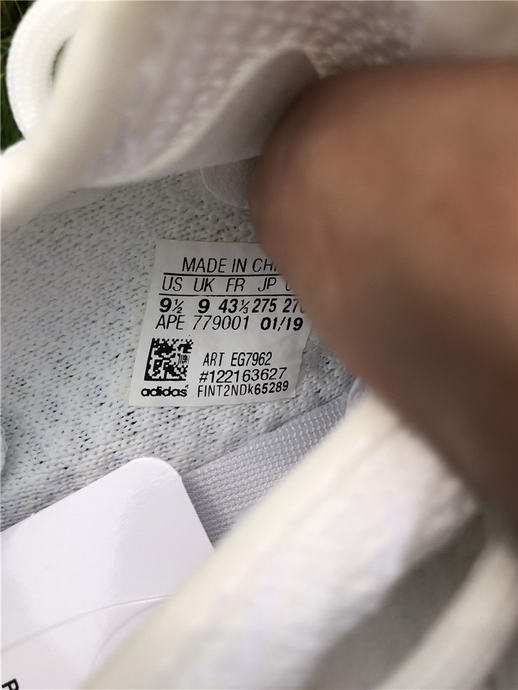 MADE IN CHI
US UK FR JP
9½ 9 43⅓ 275 27
APE 779001 01/19
ART EG7962
#122163627
adidas FINT2NDk65289